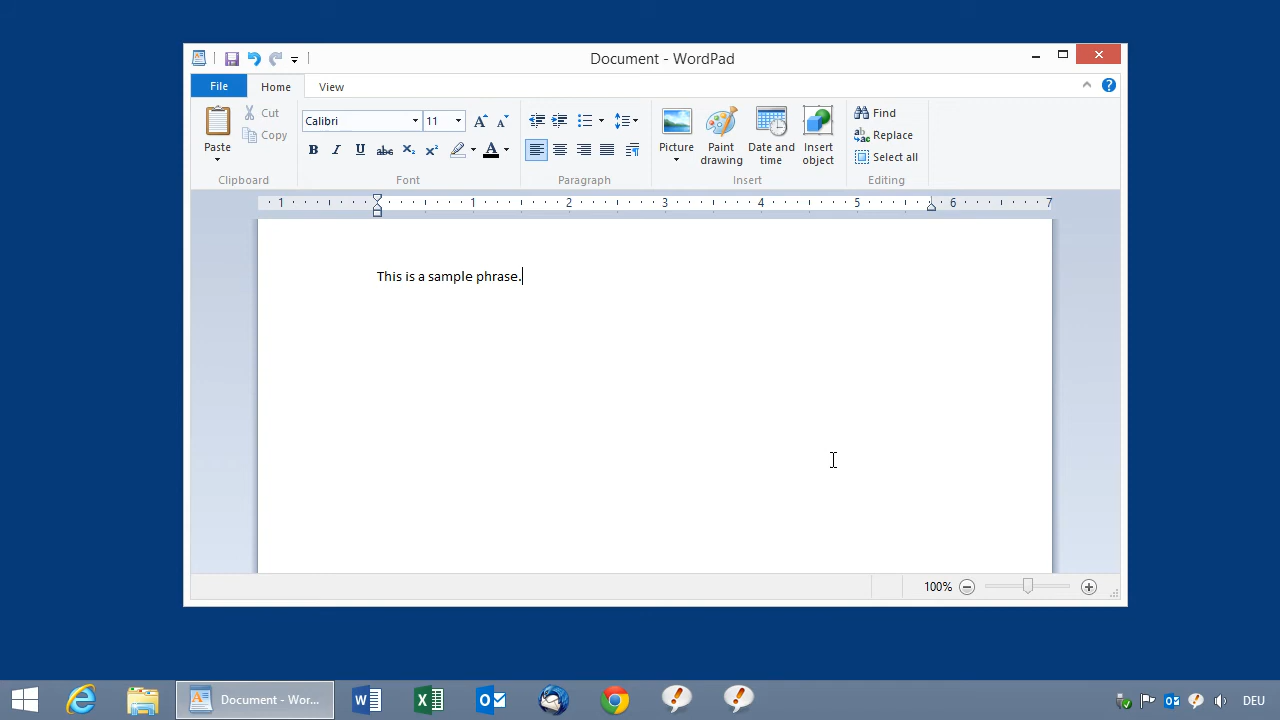 Document - WordPad
File Home View
Calibri 11
Cut
Copy
Paste
B I U abc X₂ X²
A
Picture
Paint drawing
Date and time
Insert object
Find
Replace
Select all
Clipboard Font Paragraph Insert Editing
1 1 2 3 4 5 6 7
This is a sample phrase.
100%
Document - Wor... DEU